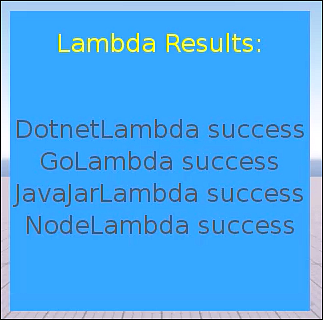 Lambda Results:
DotnetLambda success
GoLambda success
JavaJarLambda success
NodeLambda success